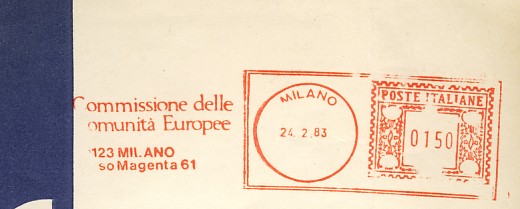 Commissione delle
omunità Europee
123 MILANO
so Magenta 61
MILANO
24.2.83
POSTE ITALIANE
0150